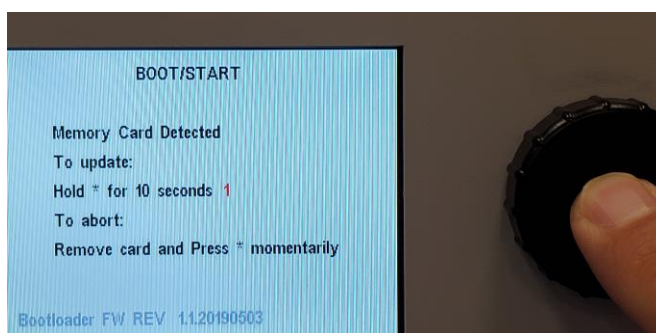 BOOT/START
Memory Card Detected
To update:
Hold * for 10 seconds 1
To abort:
Remove card and Press * momentarily
Bootloader FW REV 1.1.20190503